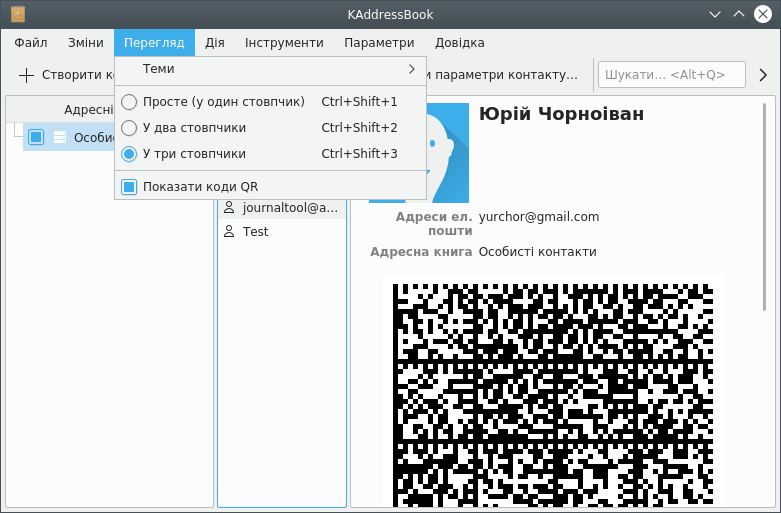 KAddressBook
Файл Зміни Перегляд Дія Інструменти Параметри Довідка
Створити
и параметри контакту… Шукати… <Alt+Q>
Теми
Просте (у один стовпчик) Ctrl+Shift+1
У два стовпчики Ctrl+Shift+2
У три стовпчики Ctrl+Shift+3
Показати коди QR
Адресні
Особис
journaltool@a…
Test
Юрій Чорноіван
Адреси ел. пошти yurchor@gmail.com
Адресна книга Особисті контакти